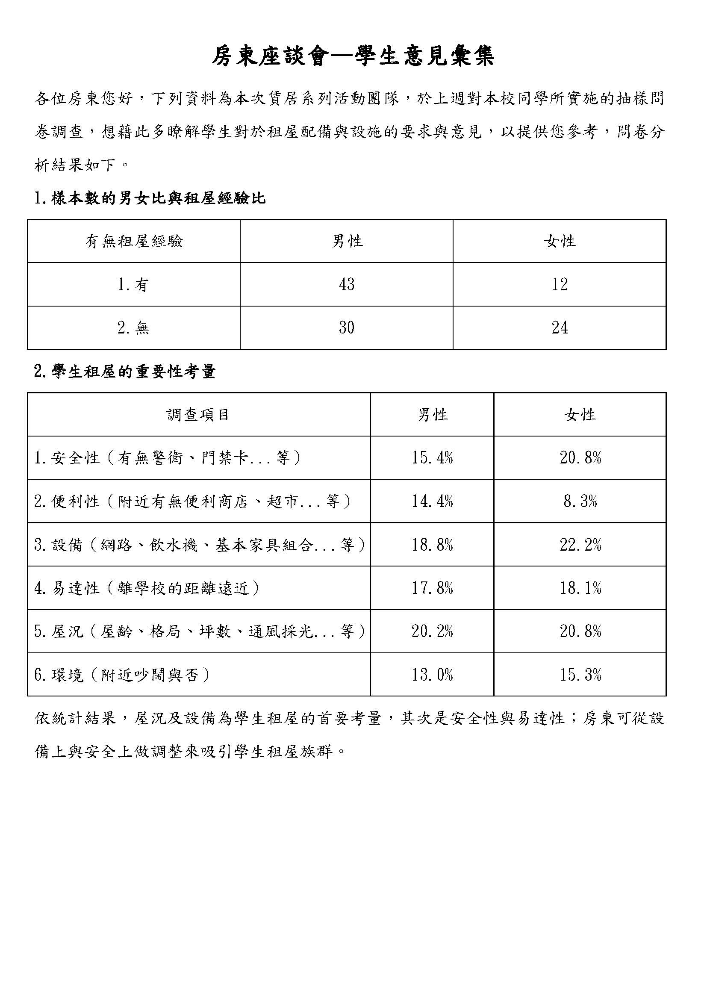 房東座談會—學生意見彙集
各位房東您好，下列資料為本次賃居系列活動團隊，於上週對本校同學所實施的抽樣問
卷調查，想藉此多瞭解學生對於租屋配備與設施的要求與意見，以提供您參考，問卷分
析結果如下。
1.樣本數的男女比與租屋經驗比
有無租屋經驗 男性 女性
1.有 43 12
2.無 30 24
2.學生租屋的重要性考量
調查項目 男性 女性
1.安全性（有無警衛、門禁卡...等） 15.4% 20.8%
2.便利性（附近有無便利商店、超市...等） 14.4% 8.3%
3.設備（網路、飲水機、基本家具組合...等） 18.8% 22.2%
4.易達性（離學校的距離遠近） 17.8% 18.1%
5.屋況（屋齡、格局、坪數、通風採光...等） 20.2% 20.8%
6.環境（附近吵鬧與否） 13.0% 15.3%
依統計結果，屋況及設備為學生租屋的首要考量，其次是安全性與易達性；房東可從設
備上與安全上做調整來吸引學生租屋族群。